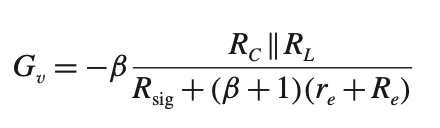 G_v = −β (R_C ∥ R_L) / (R_sig + (β + 1)(r_e + R_e))